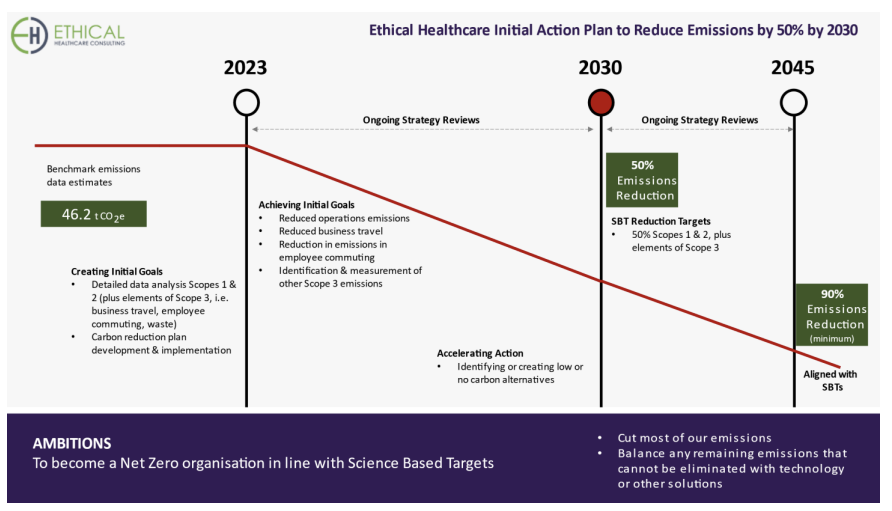 EH ETHICAL
HEALTHCARE CONSULTING
Ethical Healthcare Initial Action Plan to Reduce Emissions by 50% by 2030
2023
2030
2045
Ongoing Strategy Reviews
Ongoing Strategy Reviews
Benchmark emissions
data estimates
46.2 tCO2e
Creating Initial Goals
• Detailed data analysis Scopes 1 &
2 (plus elements of Scope 3, i.e.
business travel, employee
commuting, waste)
• Carbon reduction plan
development & implementation
Achieving Initial Goals
• Reduced operations emissions
• Reduced business travel
• Reduction in emissions in
employee commuting
• Identification & measurement of
other Scope 3 emissions
Accelerating Action
• Identifying or creating low or
no carbon alternatives
50%
Emissions
Reduction
SBT Reduction Targets
• 50% Scopes 1 & 2, plus
elements of Scope 3
90%
Emissions
Reduction
(minimum)
Aligned with
SBTs
AMBITIONS
To become a Net Zero organisation in line with Science Based Targets
• Cut most of our emissions
• Balance any remaining emissions that
cannot be eliminated with technology
or other solutions